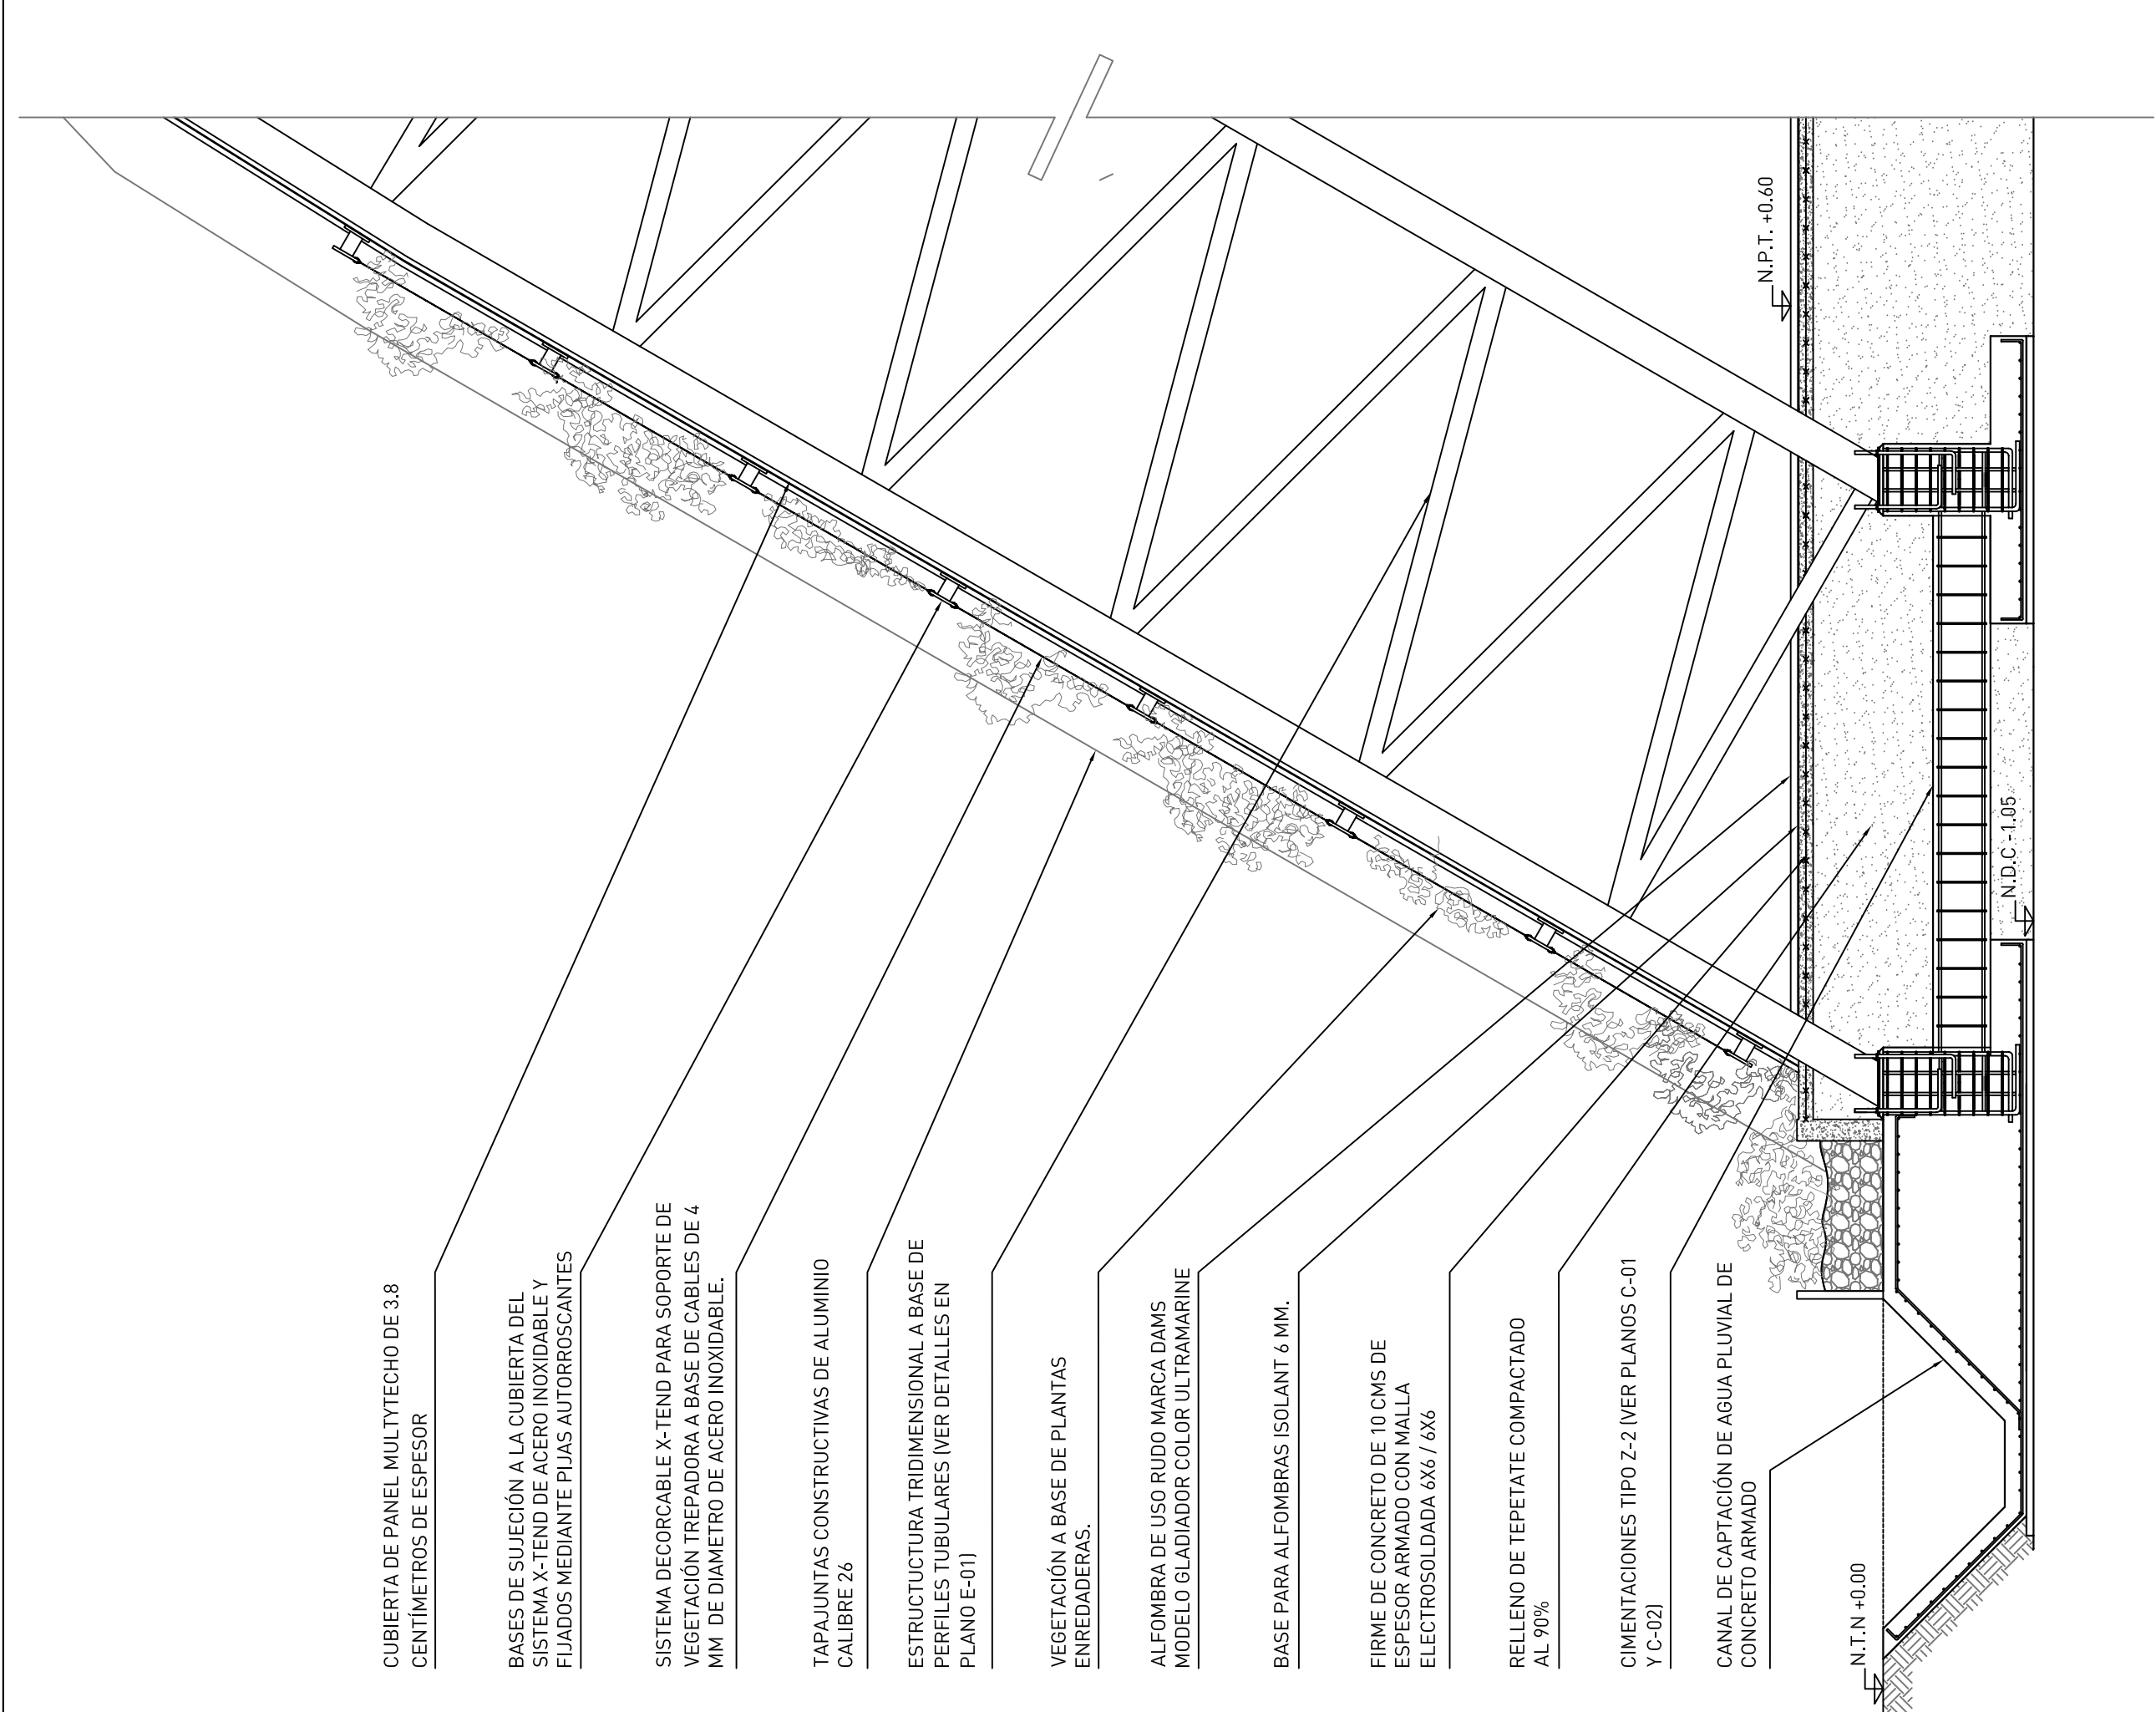 CUBIERTA DE PANEL MULTYTECHO DE 3.8
CENTÍMETROS DE ESPESOR
BASES DE SUJECIÓN A LA CUBIERTA DEL
SISTEMA X-TEND DE ACERO INOXIDABLE Y
FIJADOS MEDIANTE PIJAS AUTORROSCANTES
SISTEMA DECORCABLE X-TEND PARA SOPORTE DE
VEGETACIÓN TREPADORA A BASE DE CABLES DE 4
MM DE DIAMETRO DE ACERO INOXIDABLE.
TAPAJUNTAS CONSTRUCTIVAS DE ALUMINIO
CALIBRE 26
ESTRUCTUCTURA TRIDIMENSIONAL A BASE DE
PERFILES TUBULARES (VER DETALLES EN
PLANO E-01)
VEGETACIÓN A BASE DE PLANTAS
ENREDADERAS.
ALFOMBRA DE USO RUDO MARCA DAMS
MODELO GLADIADOR COLOR ULTRAMARINE
BASE PARA ALFOMBRAS ISOLANT 6 MM.
FIRME DE CONCRETO DE 10 CMS DE
ESPESOR ARMADO CON MALLA
ELECTROSOLDADA 6X6 / 6X6
RELLENO DE TEPETATE COMPACTADO
AL 90%
CIMENTACIONES TIPO Z-2 (VER PLANOS C-01
Y C-02)
CANAL DE CAPTACIÓN DE AGUA PLUVIAL DE
CONCRETO ARMADO
N.T.N +0.00
N.P.T. +0.60
N.D.C -1.05